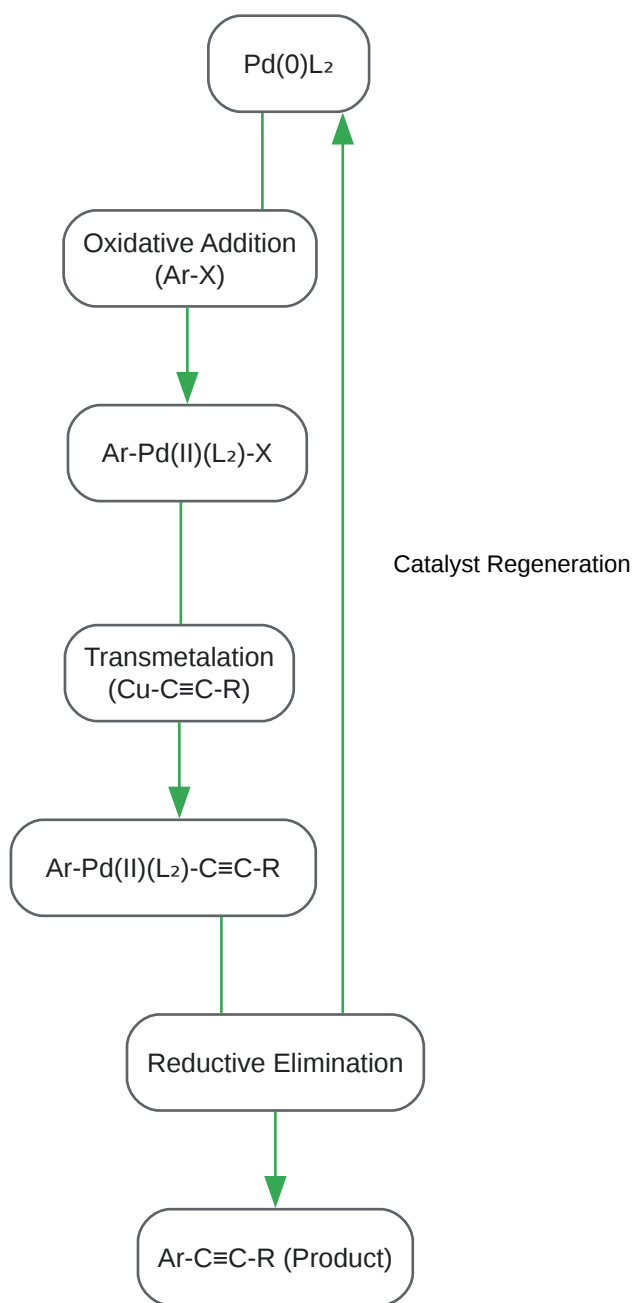 Pd(0)L₂
Oxidative Addition
(Ar-X)
Ar-Pd(II)(L₂)-X
Catalyst Regeneration
Transmetalation
(Cu-C≡C-R)
Ar-Pd(II)(L₂)-C≡C-R
Reductive Elimination
Ar-C≡C-R (Product)